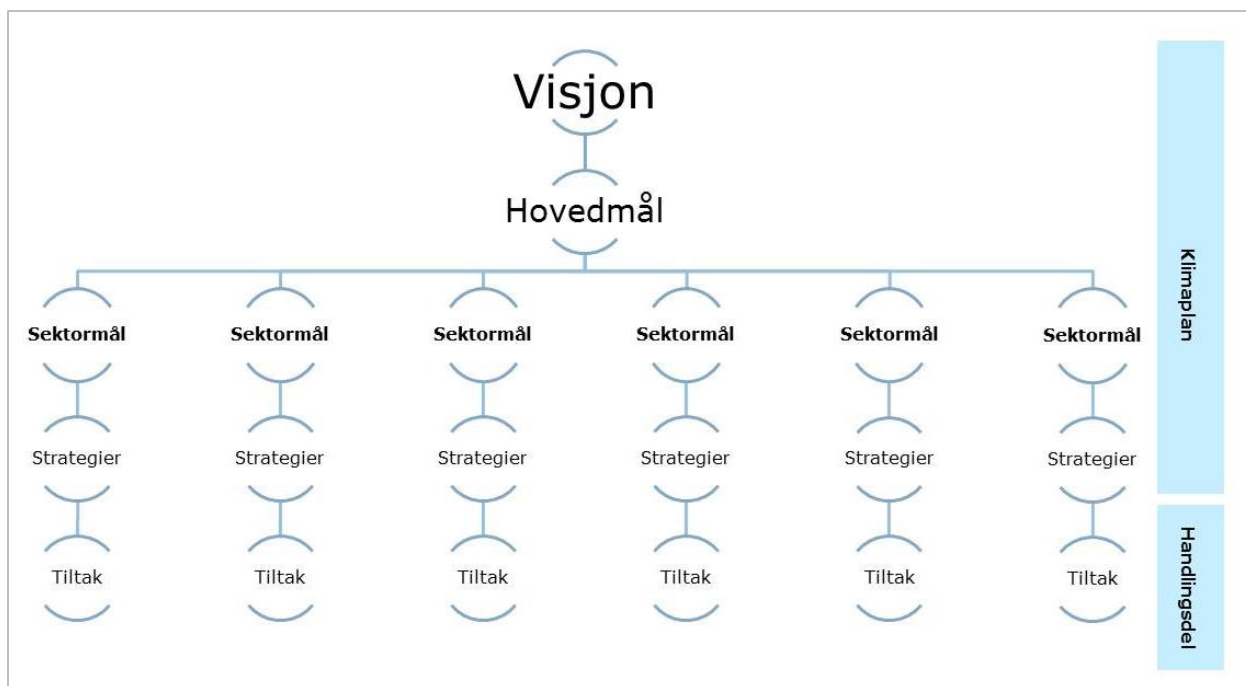 Visjon
Hovedmål
Sektormål Sektormål Sektormål Sektormål Sektormål Sektormål
Strategier Strategier Strategier Strategier Strategier Strategier
Tiltak Tiltak Tiltak Tiltak Tiltak Tiltak
Klimaplan
Handlingsdel